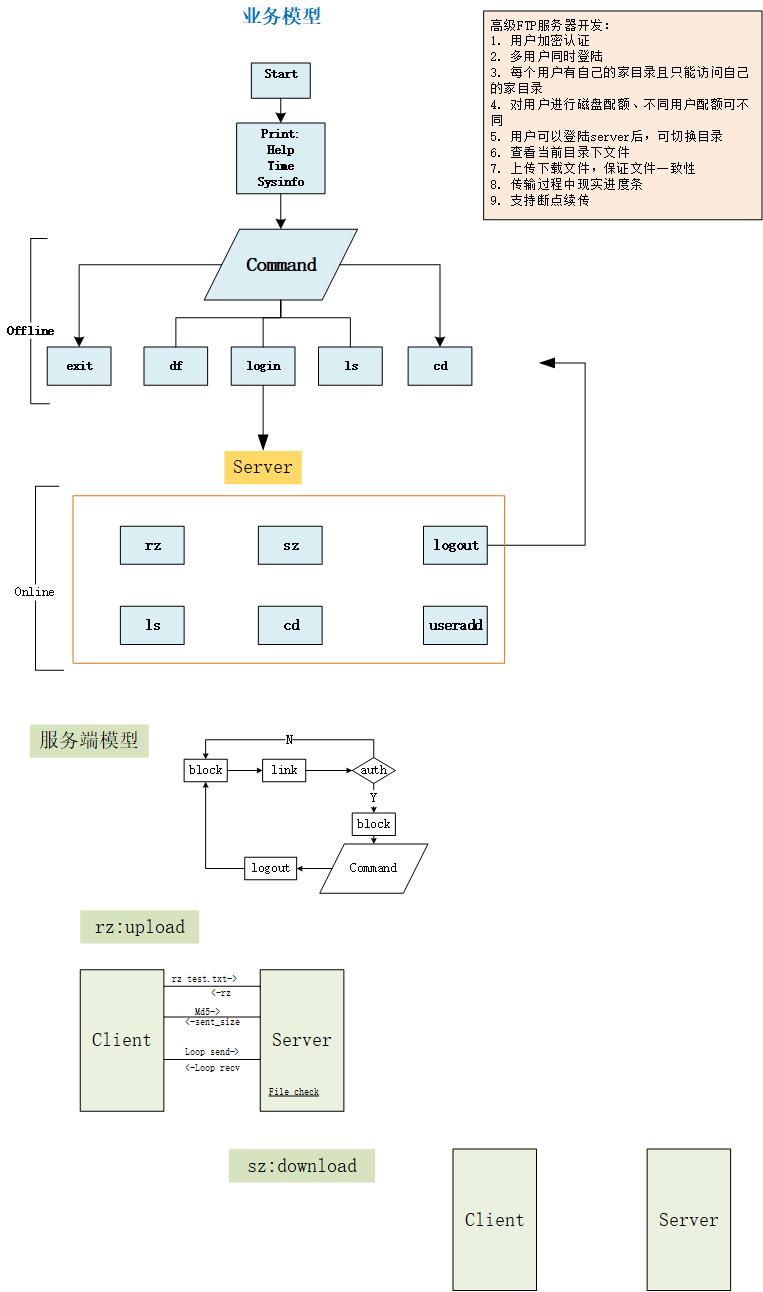 业务模型
高级FTP服务器开发:
1. 用户加密认证
2. 多用户同时登陆
3. 每个用户有自己的家目录且只能访问自己
的家目录
4. 对用户进行磁盘配额、不同用户配额可不
同
5. 用户可以登陆server后，可切换目录
6. 查看当前目录下文件
7. 上传下载文件，保证文件一致性
8. 传输过程中现实进度条
9. 支持断点续传
Start
Print:
Help
Time
Sysinfo
Command
Offline
exit
df
login
ls
cd
Server
Online
rz
sz
logout
ls
cd
useradd
服务端模型
N
block
link
auth
Y
block
Command
logout
rz:upload
Client
rz test.txt->
<-rz
Md5->
<-sent_size
Loop send->
<-Loop recv
Server
File check
sz:download
Client
Server